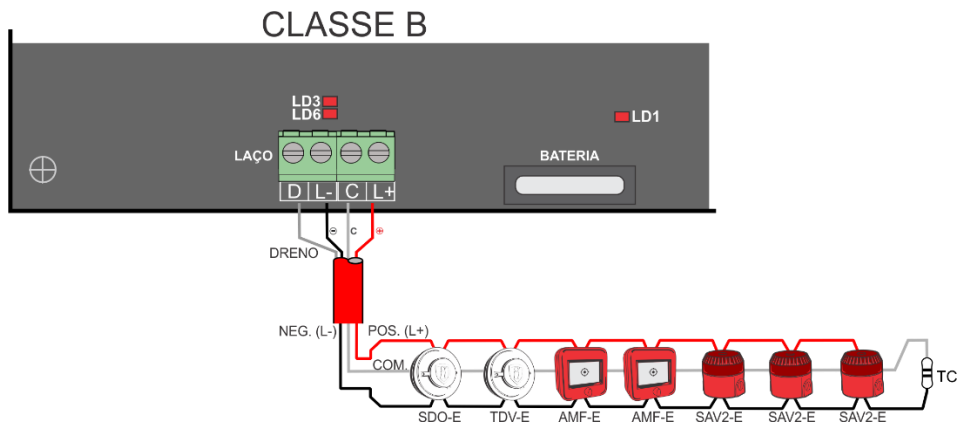 CLASSE B
LD3
LD6
LD1
LAÇO
BATERIA
D L- C L+
⊖ C ⊕
DRENO
NEG. (L-) POS. (L+)
COM.
TC
SDO-E TDV-E AMF-E AMF-E SAV2-E SAV2-E SAV2-E